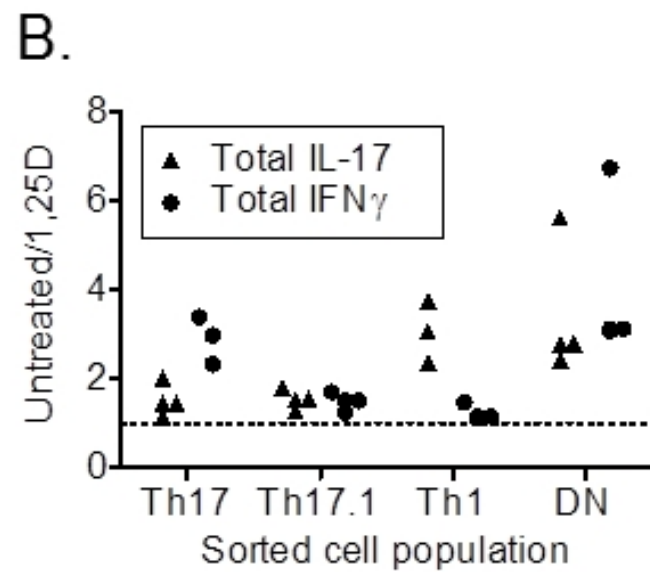 B.
8
Total IL-17
Total IFNγ
6
4
2
0
Untreated/1,25D
Th17 Th17.1 Th1 DN
Sorted cell population